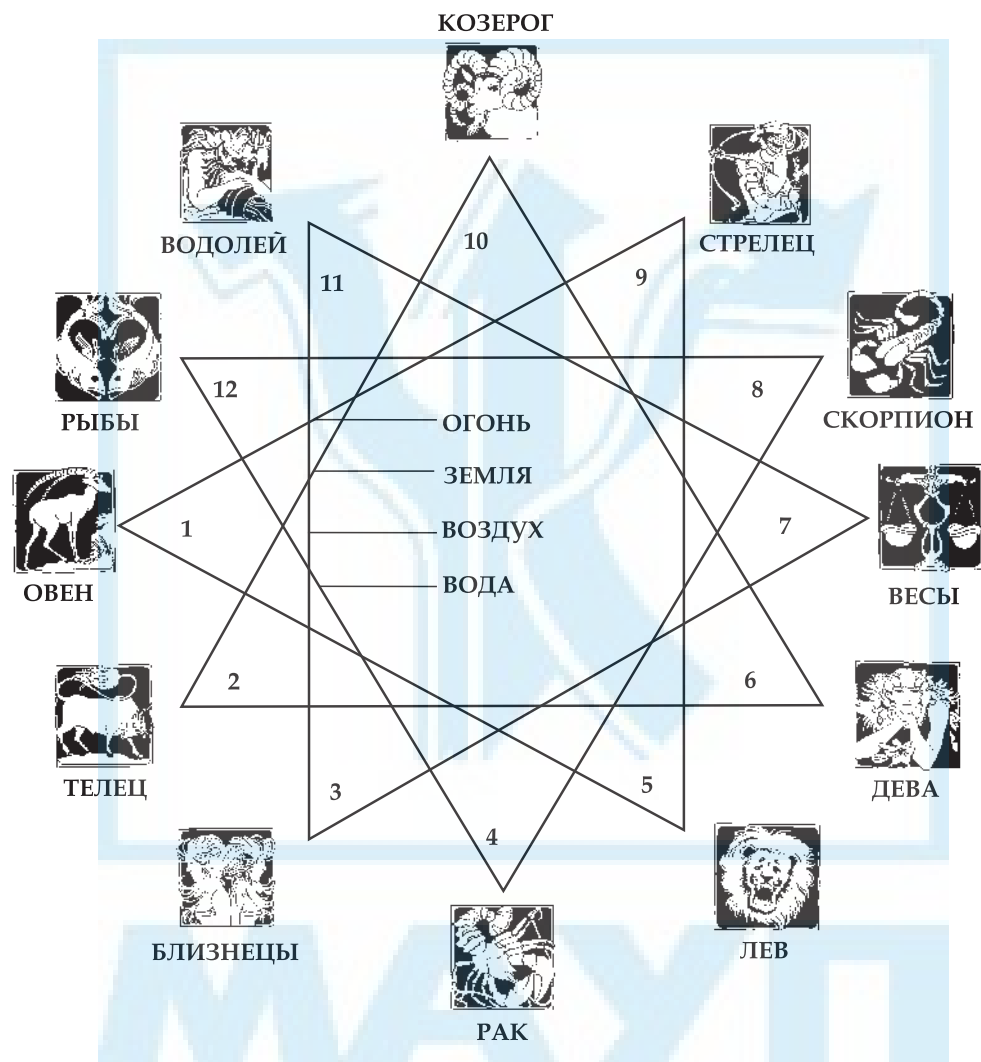 КОЗЕРОГ
ВОДОЛЕЙ
СТРЕЛЕЦ
10
11
9
РЫБЫ
12
8
СКОРПИОН
ОГОНЬ
ЗЕМЛЯ
ВОЗДУХ
ВОДА
ОВЕН
1
7
ВЕСЫ
ТЕЛЕЦ
2
6
ДЕВА
БЛИЗНЕЦЫ
3
4
5
ЛЕВ
РАК
МАУП